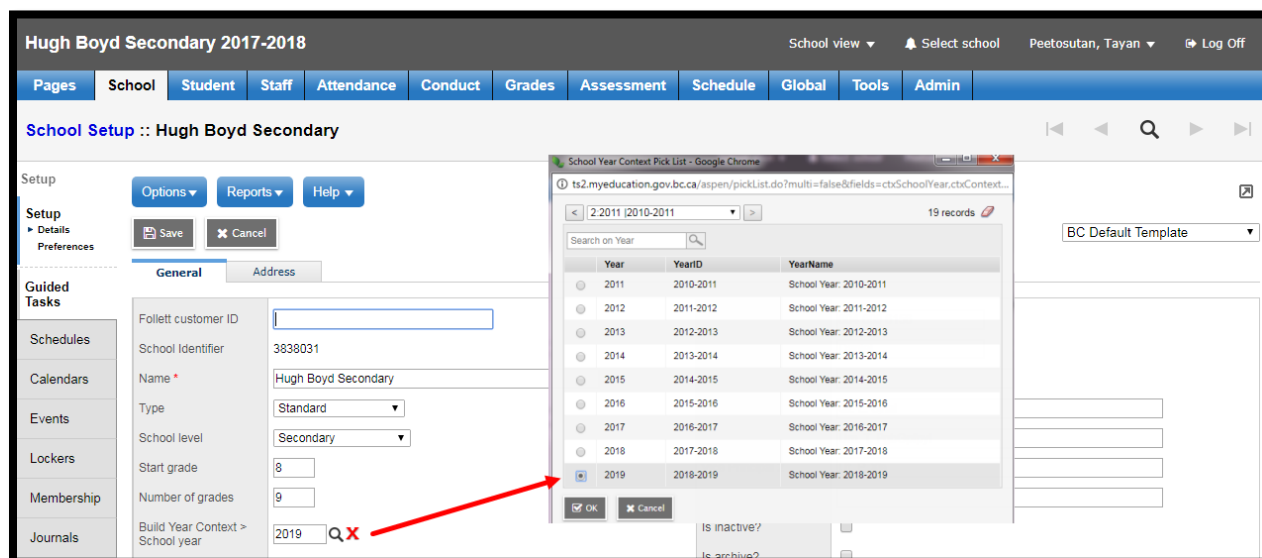 Hugh Boyd Secondary 2017-2018 School view Select school Peetosutan, Tayan Log Off
Pages School Student Staff Attendance Conduct Grades Assessment Schedule Global Tools Admin
School Setup :: Hugh Boyd Secondary
Setup
Setup
Details
Preferences
Guided Tasks
Schedules
Calendars
Events
Lockers
Membership
Journals
Options Reports Help
Save Cancel
BC Default Template
General Address
Follett customer ID
School Identifier 3838031
Name * Hugh Boyd Secondary
Type Standard
School level Secondary
Start grade 8
Number of grades 9
Build Year Context >
School year 2019
School Year Context Pick List - Google Chrome
ts2.myeducation.gov.bc.ca/aspen/pickList.do?multi=false&fields=ctxSchoolYear,ctxContext...
< 2:2011 |2010-2011 > 19 records
Search on Year
Year YearID YearName
2011 2010-2011 School Year: 2010-2011
2012 2011-2012 School Year: 2011-2012
2013 2012-2013 School Year: 2012-2013
2014 2013-2014 School Year: 2013-2014
2015 2014-2015 School Year: 2014-2015
2016 2015-2016 School Year: 2015-2016
2017 2016-2017 School Year: 2016-2017
2018 2017-2018 School Year: 2017-2018
2019 2018-2019 School Year: 2018-2019
OK Cancel
Is inactive?
Is archive?